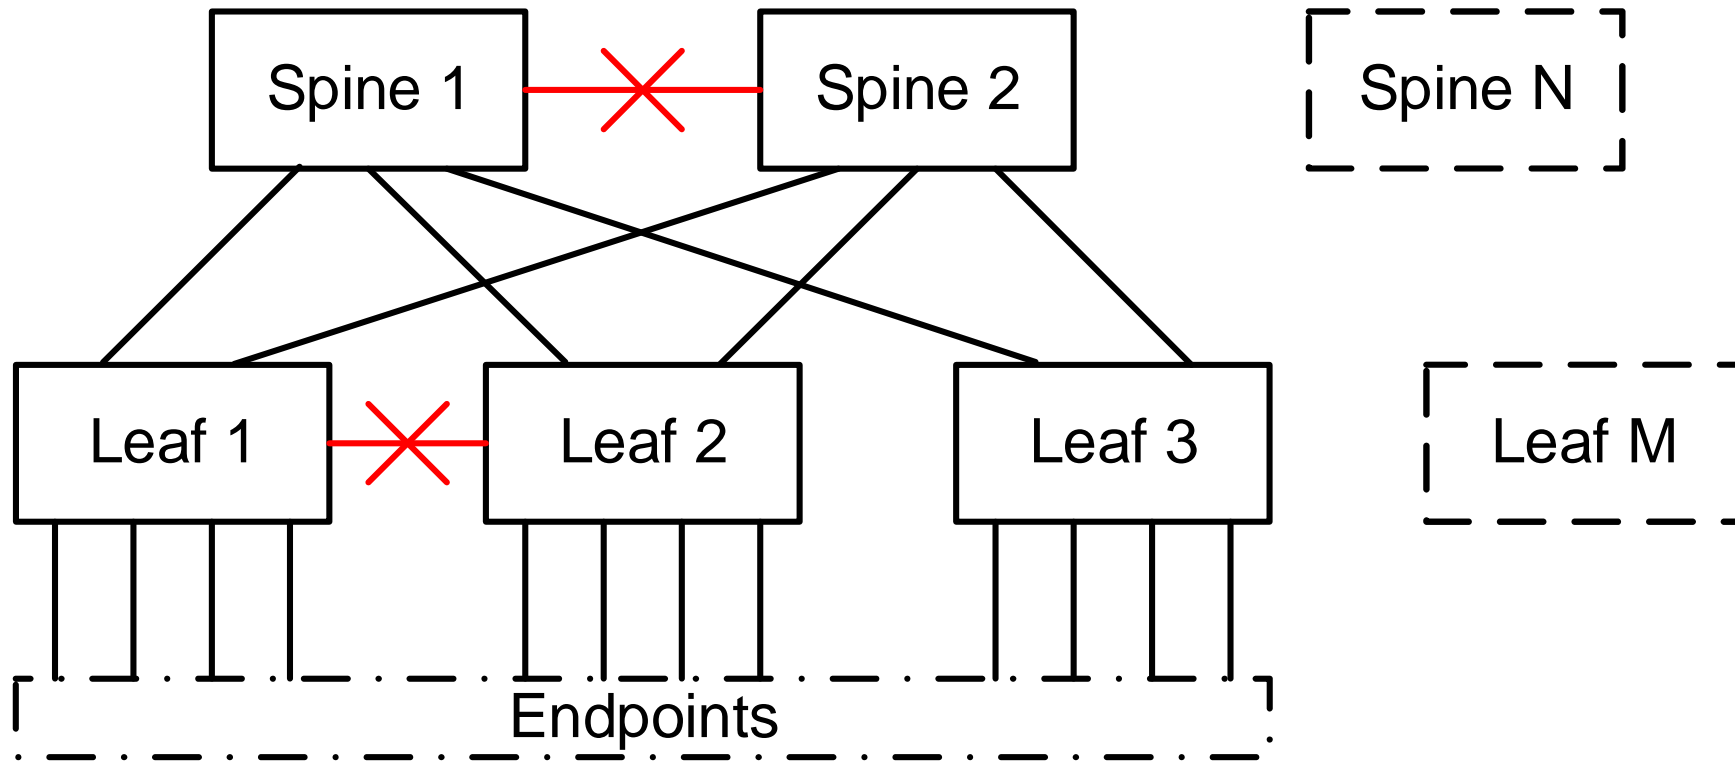 Spine 1
Spine 2
Spine N
Leaf 1
Leaf 2
Leaf 3
Leaf M
Endpoints